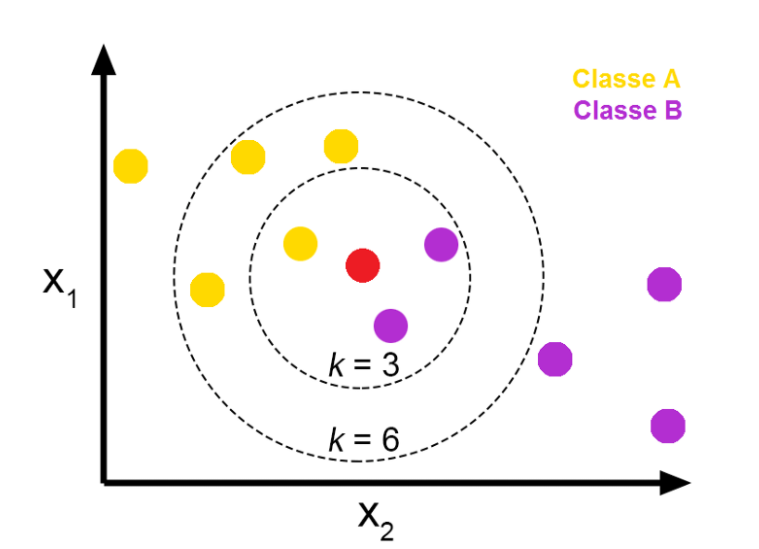 Classe A
Classe B
x1
k = 3
k = 6
x2